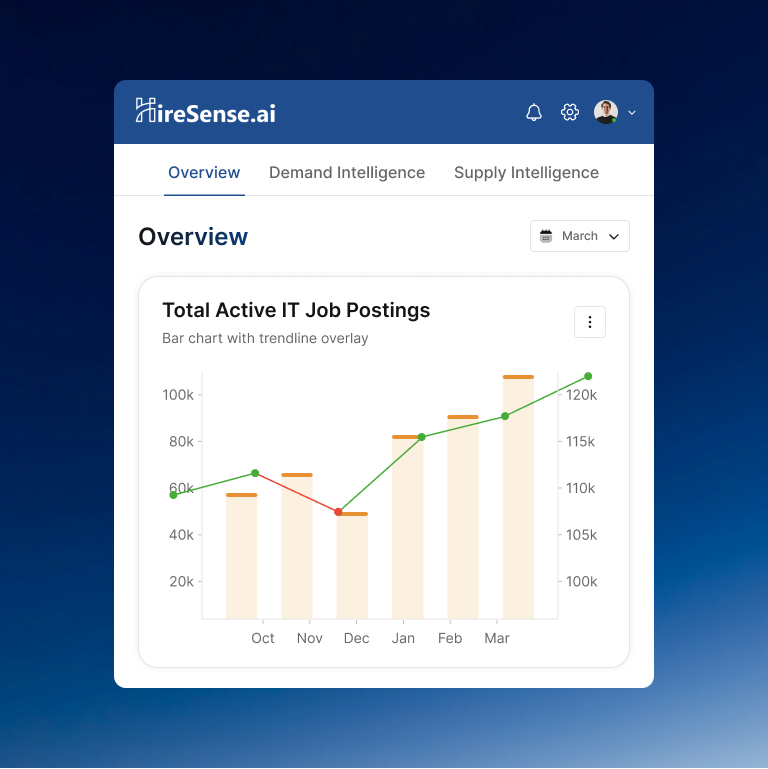 HireSense.ai
Overview Demand Intelligence Supply Intelligence
Overview
March
Total Active IT Job Postings
Bar chart with trendline overlay
100k 120k
80k 115k
60k 110k
40k 105k
20k 100k
Oct Nov Dec Jan Feb Mar